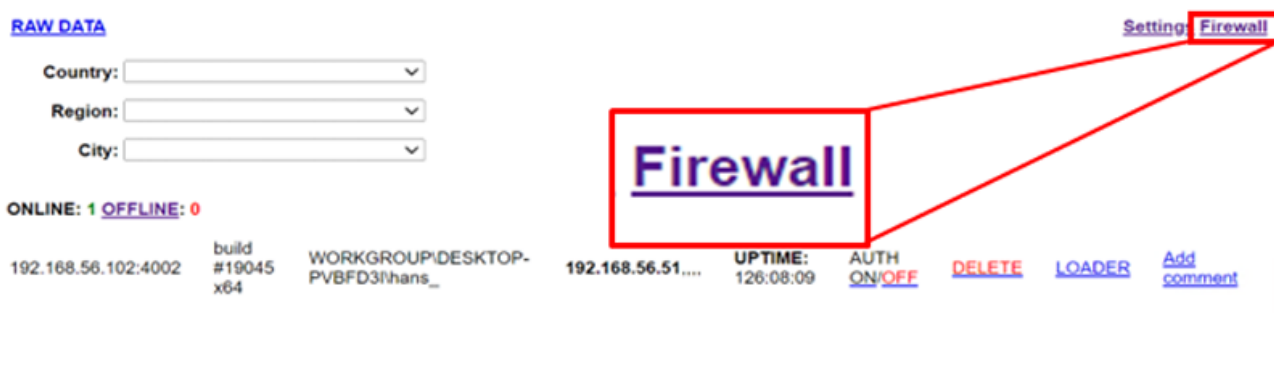 RAW DATA
Settings Firewall
Country:
Region:
City:
Firewall
ONLINE: 1 OFFLINE: 0
192.168.56.102:4002
build
#19045
x64
WORKGROUP\DESKTOP-
PVBFD3I\hans_
192.168.56.51,...
UPTIME:
126:08:09
AUTH
ON/OFF
DELETE
LOADER
Add
comment